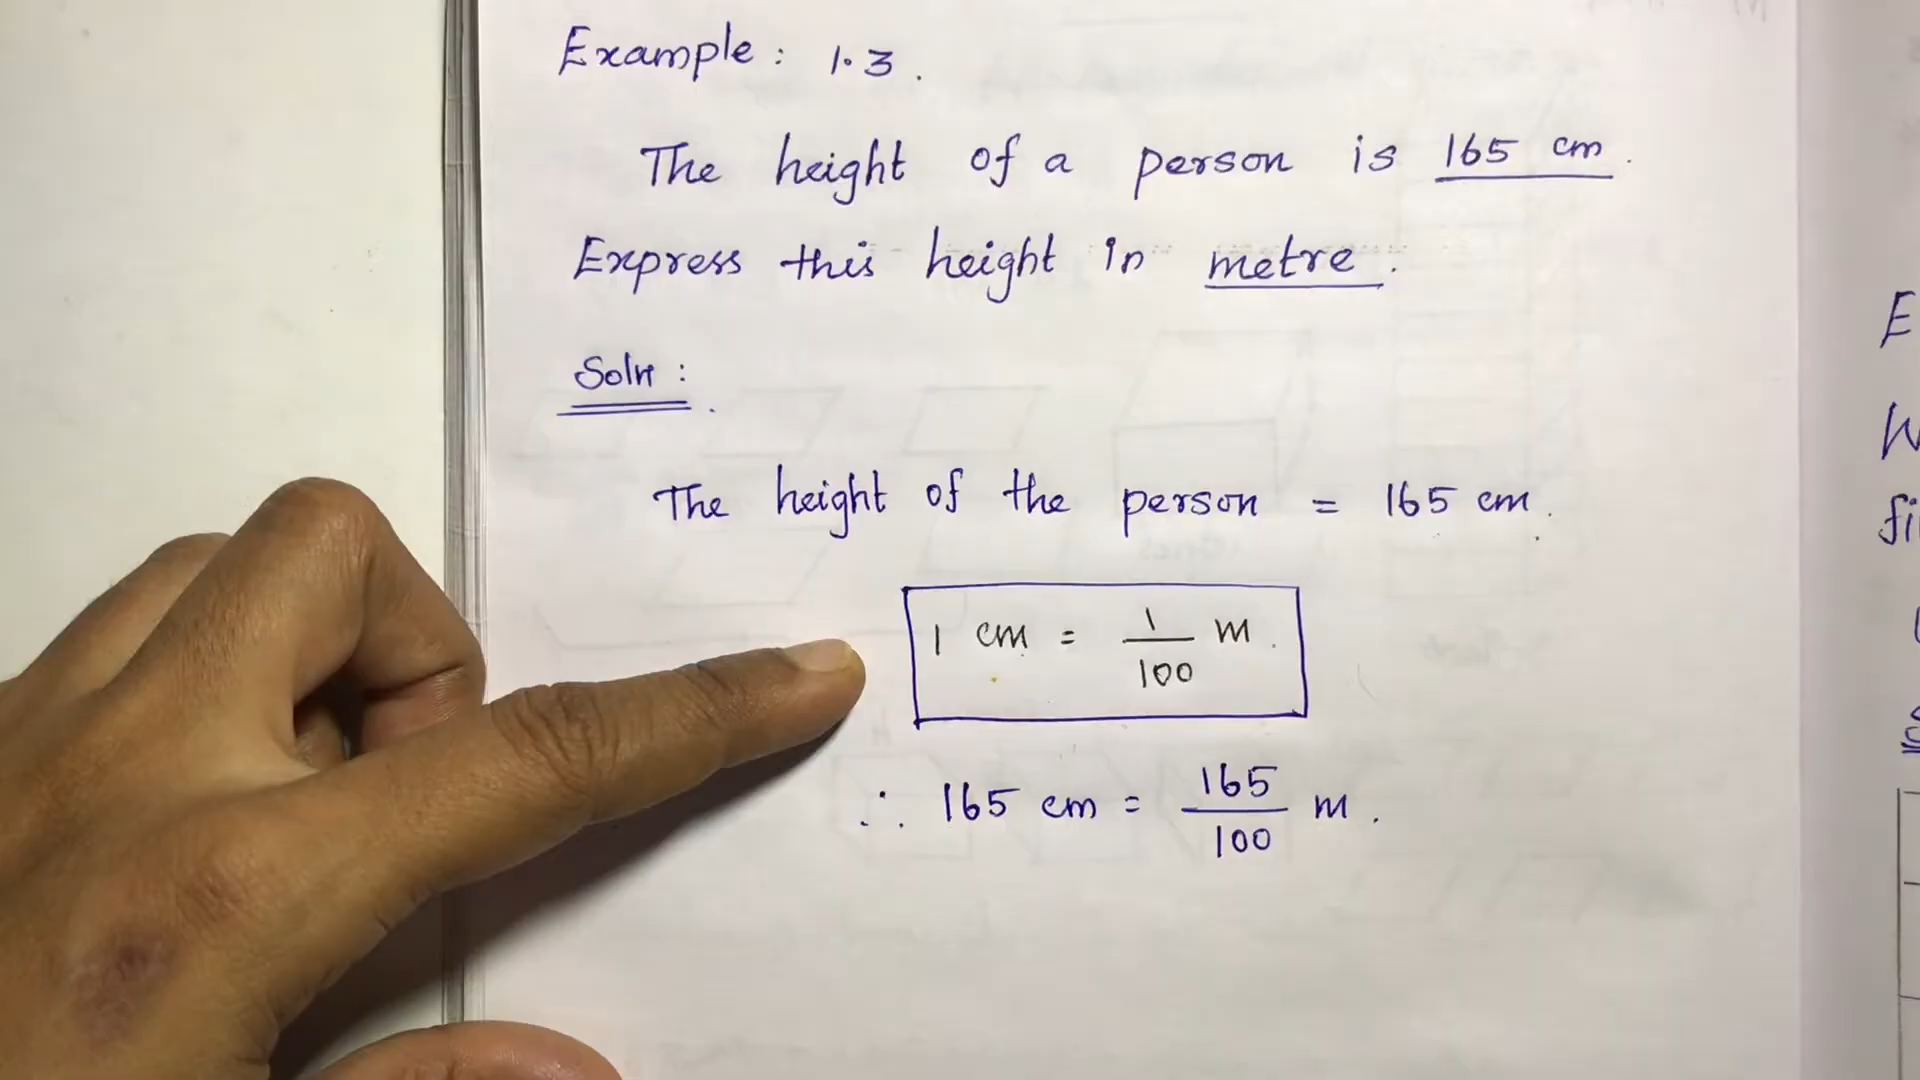 Example : 1.3 .
The height of a person is 165 cm .
Express this height in metre .
Soln :
The height of the person = 165 cm .
1 cm = 1/100 m .
∴ 165 cm = 165/100 m .